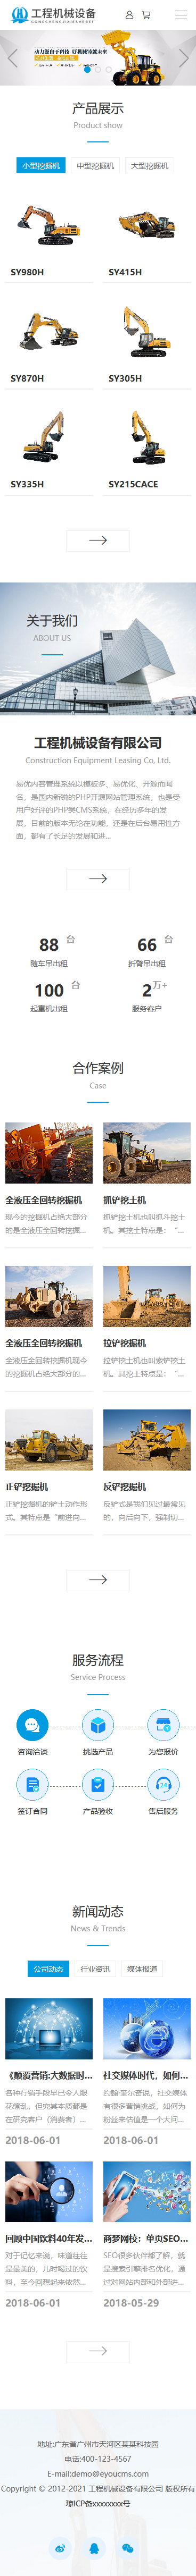 工程机械设备
GONGCHENGJIXIESHEBEI
动力源自于科技 好机械创就未来
产品展示
Product show
小型挖掘机 中型挖掘机 大型挖掘机
SY980H SY415H
SY870H SY305H
SY335H SY215CACE
关于我们
ABOUT US
工程机械设备有限公司
Construction Equipment Leasing Co, Ltd.
易优内容管理系统以模板多、易优化、开源而闻
名，是国内新锐的PHP开源网站管理系统，也是受
用户好评的PHP类CMS系统，在经历多年的发
展，目前的版本无论在功能，还是在后台易用性方
面，都有了长足的发展和进...
88 台 66 台
随车吊出租 折臂吊出租
100 台 2 万+
起重机出租 服务客户
合作案例
Case
全液压全回转挖掘机 抓铲挖土机
现今的挖掘机占绝大部分 抓铲挖土机也叫抓斗挖土
的是全液压全回转挖掘... 机。其挖土特点是： “...
全液压全回转挖掘机 拉铲挖掘机
全液压全回转挖掘机现今 拉铲挖土机也叫索铲挖土
的挖掘机占绝大部分的... 机。其挖土特点是： “...
正铲挖掘机 反铲挖掘机
正铲挖掘机的铲土动作形 反铲式是我们见过最常见
式。其特点是“前进向... 的，向后向下，强制切...
服务流程
Service Process
咨询洽谈 挑选产品 为您报价
签订合同 产品验收 售后服务
新闻动态
News & Trends
公司动态 行业资讯 媒体报道
《颠覆营销:大数据时... 社交媒体时代，如何...
各种行销手段早已令人眼 约翰·奎尔奇说，社交媒体
花缭乱，但究其本质都是 有很多营销挑战，如何为
在研究客户（消费者）... 粉丝来估值是一个大问...
2018-06-01 2018-06-01
回顾中国饮料40年发... 商梦网校：单页SEO...
对于记忆来说，味道往往 SEO很多伙伴都了解，就
是最美的，儿时喝过的饮 是搜索引擎排名优化，通
料，至今回想起来依然... 过对网站内部和外部进...
2018-06-01 2018-05-29
地址:广东省广州市天河区某某科技园
电话:400-123-4567
E-mail:demo@eyoucms.com
Copyright © 2012-2021 工程机械设备有限公司 版权所有
琼ICP备xxxxxxxx号